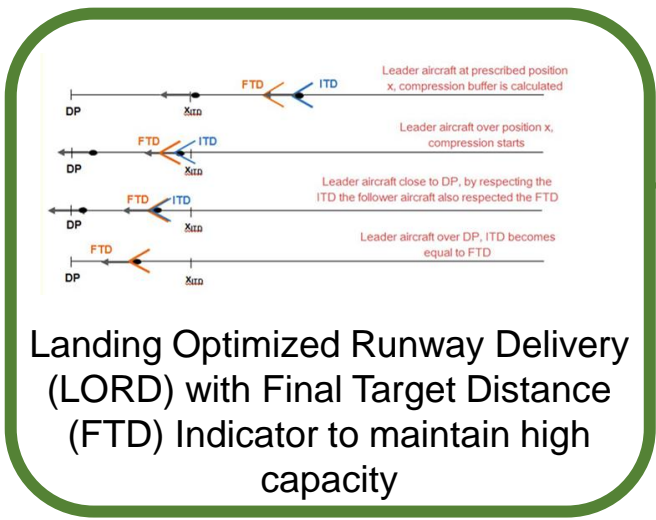 FTD ITD
Leader aircraft at prescribed position
x, compression buffer is calculated
DP XITD
Leader aircraft over position x,
compression starts
FTD ITD
DP XITD
Leader aircraft close to DP, by respecting the
ITD the follower aircraft also respected the FTD
FTD ITD
DP XITD
Leader aircraft over DP, ITD becomes
equal to FTD
FTD
DP XITD
Landing Optimized Runway Delivery
(LORD) with Final Target Distance
(FTD) Indicator to maintain high
capacity